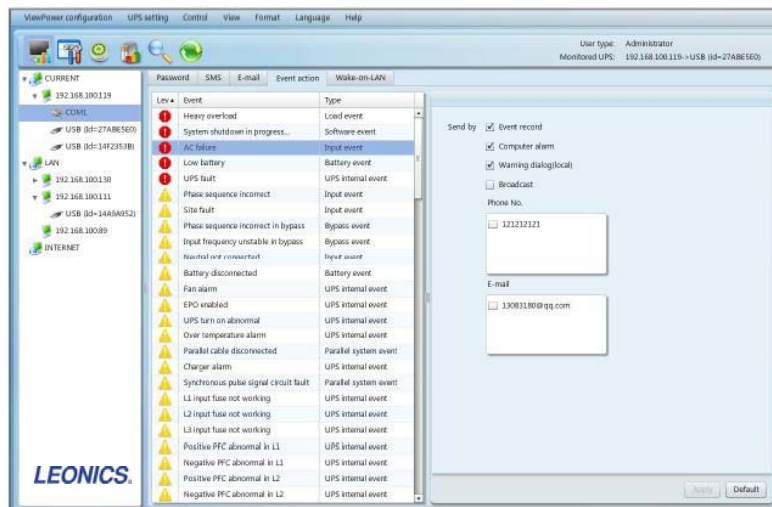 ViewPower configuration UPS setting Control View Format Language Help
User type: Administrator
Monitored UPS: 192.168.100.119->USB (id=27ABE5E0)
CURRENT
192.168.100.119
COM1
USB (Id=27ABE5E0)
USB (Id=14F2353B)
LAN
192.168.100.130
192.168.100.111
USB (Id=14A9A952)
192.168.100.89
INTERNET
LEONICS.
Password SMS E-mail Event action Wake-on-LAN
Lev Event Type
Heavy overload Load event
System shutdown in progress... Software event
AC failure Input event
Low battery Battery event
UPS fault UPS internal event
Phase sequence incorrect Input event
Site fault Input event
Phase sequence incorrect in bypass Bypass event
Input frequency unstable in bypass Bypass event
Neutral not connected Input event
Battery disconnected Battery event
Fan alarm UPS internal event
EPO enabled UPS internal event
UPS turn on abnormal UPS internal event
Over temperature alarm UPS internal event
Parallel cable disconnected Parallel system event
Charger alarm UPS internal event
Synchronous pulse signal circuit fault Parallel system event
L1 input fuse not working UPS internal event
L2 input fuse not working UPS internal event
L3 input fuse not working UPS internal event
Positive PFC abnormal in L1 UPS internal event
Negative PFC abnormal in L1 UPS internal event
Positive PFC abnormal in L2 UPS internal event
Negative PFC abnormal in L2 UPS internal event
Send by Event record
Computer alarm
Warning dialog(local)
Broadcast
Phone No.
121212121
E-mail
13083180@qq.com
Apply Default